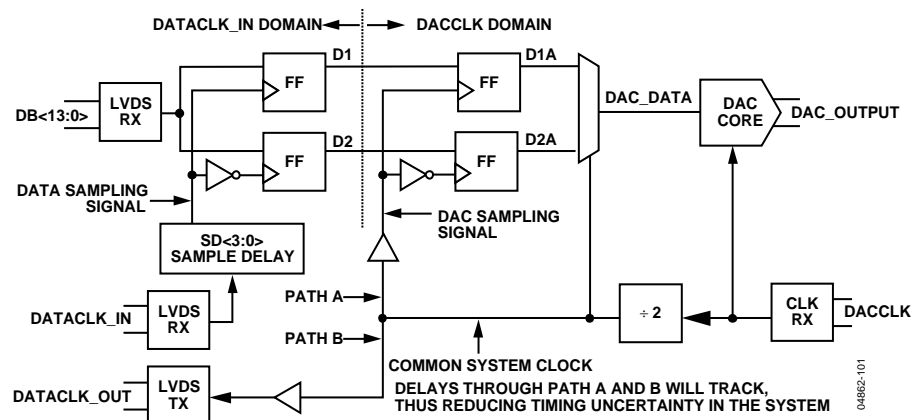 DATACLK_IN DOMAIN
DACCLK DOMAIN
D1
D1A
FF
FF
LVDS
RX
DB<13:0>
DAC_DATA
DAC
CORE
DAC_OUTPUT
D2
D2A
FF
FF
DATA SAMPLING
SIGNAL
DAC SAMPLING
SIGNAL
SD<3:0>
SAMPLE DELAY
PATH A
DATACLK_IN
LVDS
RX
÷ 2
CLK
RX
DACCLK
PATH B
COMMON SYSTEM CLOCK
DATACLK_OUT
LVDS
TX
DELAYS THROUGH PATH A AND B WILL TRACK,
THUS REDUCING TIMING UNCERTAINTY IN THE SYSTEM
04862-101